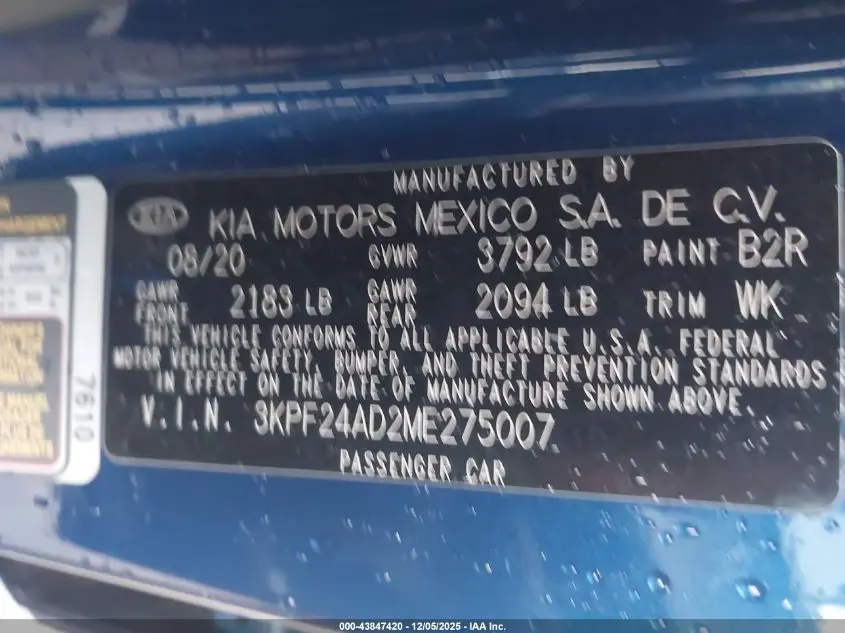 MANUFACTURED BY
KIA KIA MOTORS MEXICO S.A. DE C.V.
08/20 GVWR 3792 LB PAINT B2R
GAWR FRONT 2183 LB GAWR REAR 2094 LB TRIM WK
THIS VEHICLE CONFORMS TO ALL APPLICABLE U.S.A. FEDERAL
MOTOR VEHICLE SAFETY, BUMPER, AND THEFT PREVENTION STANDARDS
IN EFFECT ON THE DATE OF MANUFACTURE SHOWN ABOVE.
V.I.N. 3KPF24AD2ME275007
PASSENGER CAR
7610
000-43847420 - 12/05/2025 - IAA Inc.